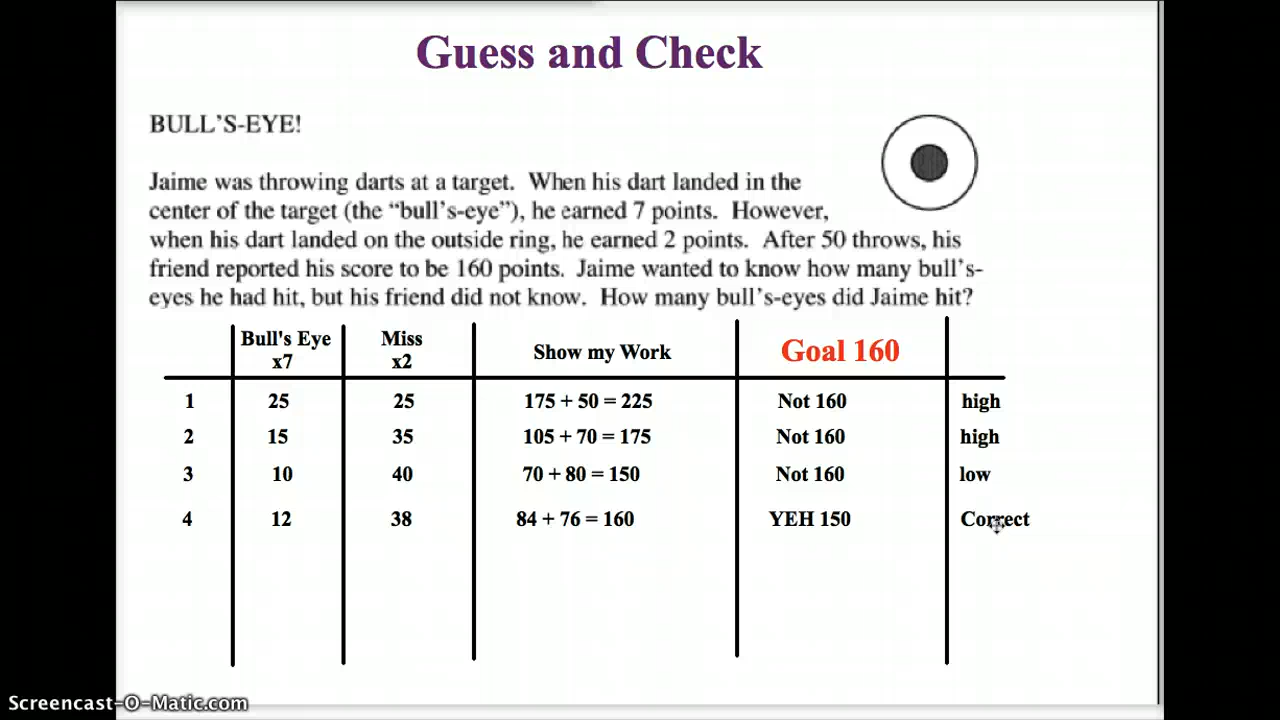 Guess and Check
BULL'S-EYE!
Jaime was throwing darts at a target. When his dart landed in the
center of the target (the "bull's-eye"), he earned 7 points. However,
when his dart landed on the outside ring, he earned 2 points. After 50 throws, his
friend reported his score to be 160 points. Jaime wanted to know how many bull's-
eyes he had hit, but his friend did not know. How many bull's-eyes did Jaime hit?
Bull's Eye Miss
x7 x2
Show my Work
Goal 160
1 25 25 175 + 50 = 225 Not 160 high
2 15 35 105 + 70 = 175 Not 160 high
3 10 40 70 + 80 = 150 Not 160 low
4 12 38 84 + 76 = 160 YEH 150 Correct
Screencast-O-Matic.com